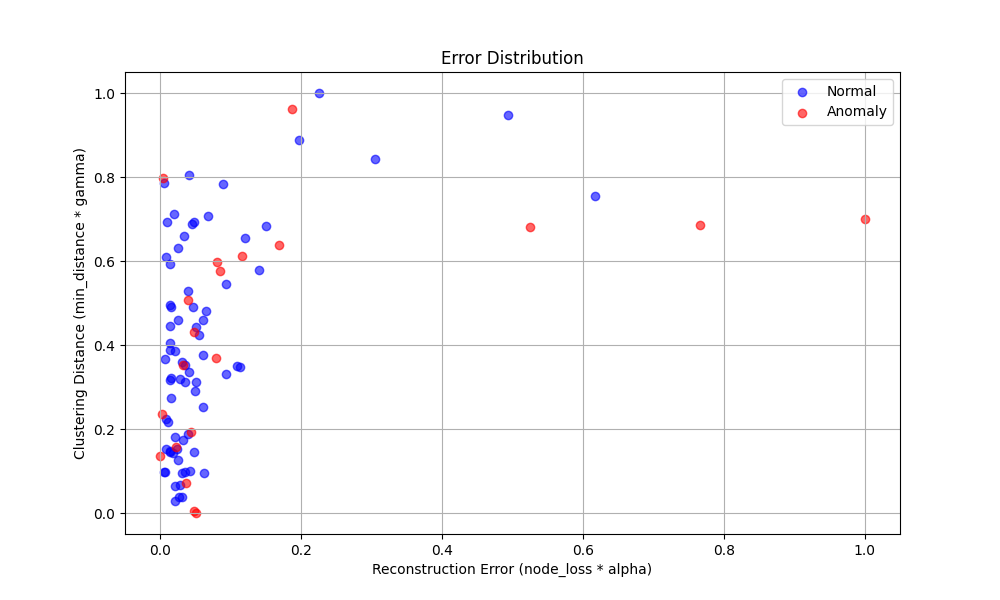 Error Distribution
Normal
Anomaly
1.0
0.8
0.6
0.4
0.2
0.0
Clustering Distance (min_distance * gamma)
0.0 0.2 0.4 0.6 0.8 1.0
Reconstruction Error (node_loss * alpha)